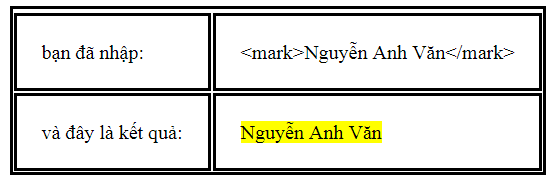 bạn đã nhập: <mark>Nguyễn Anh Văn</mark>
và đây là kết quả: Nguyễn Anh Văn